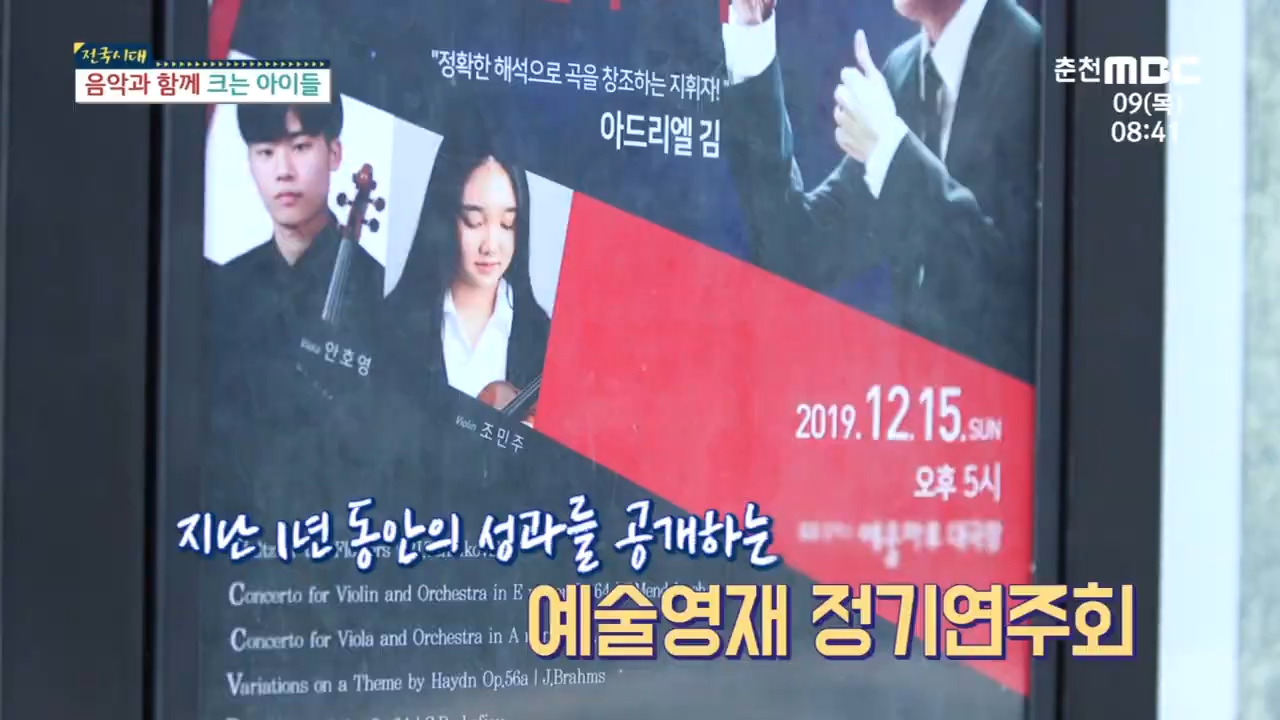 전국시대
음악과 함께 크는 아이들
춘천MBC
09(목)
08:41
"정확한 해석으로 곡을 창조하는 지휘자!"
아드리엘 김
Viola 안호영
Violin 조민주
2019.12.15.SUN
오후 5시
대극장
지난 1년 동안의 성과를 공개하는
예술영재 정기연주회
Concerto for Violin and Orchestra in E
Concerto for Viola and Orchestra in A
Variations on a Theme by Haydn Op.56a | J.Brahms